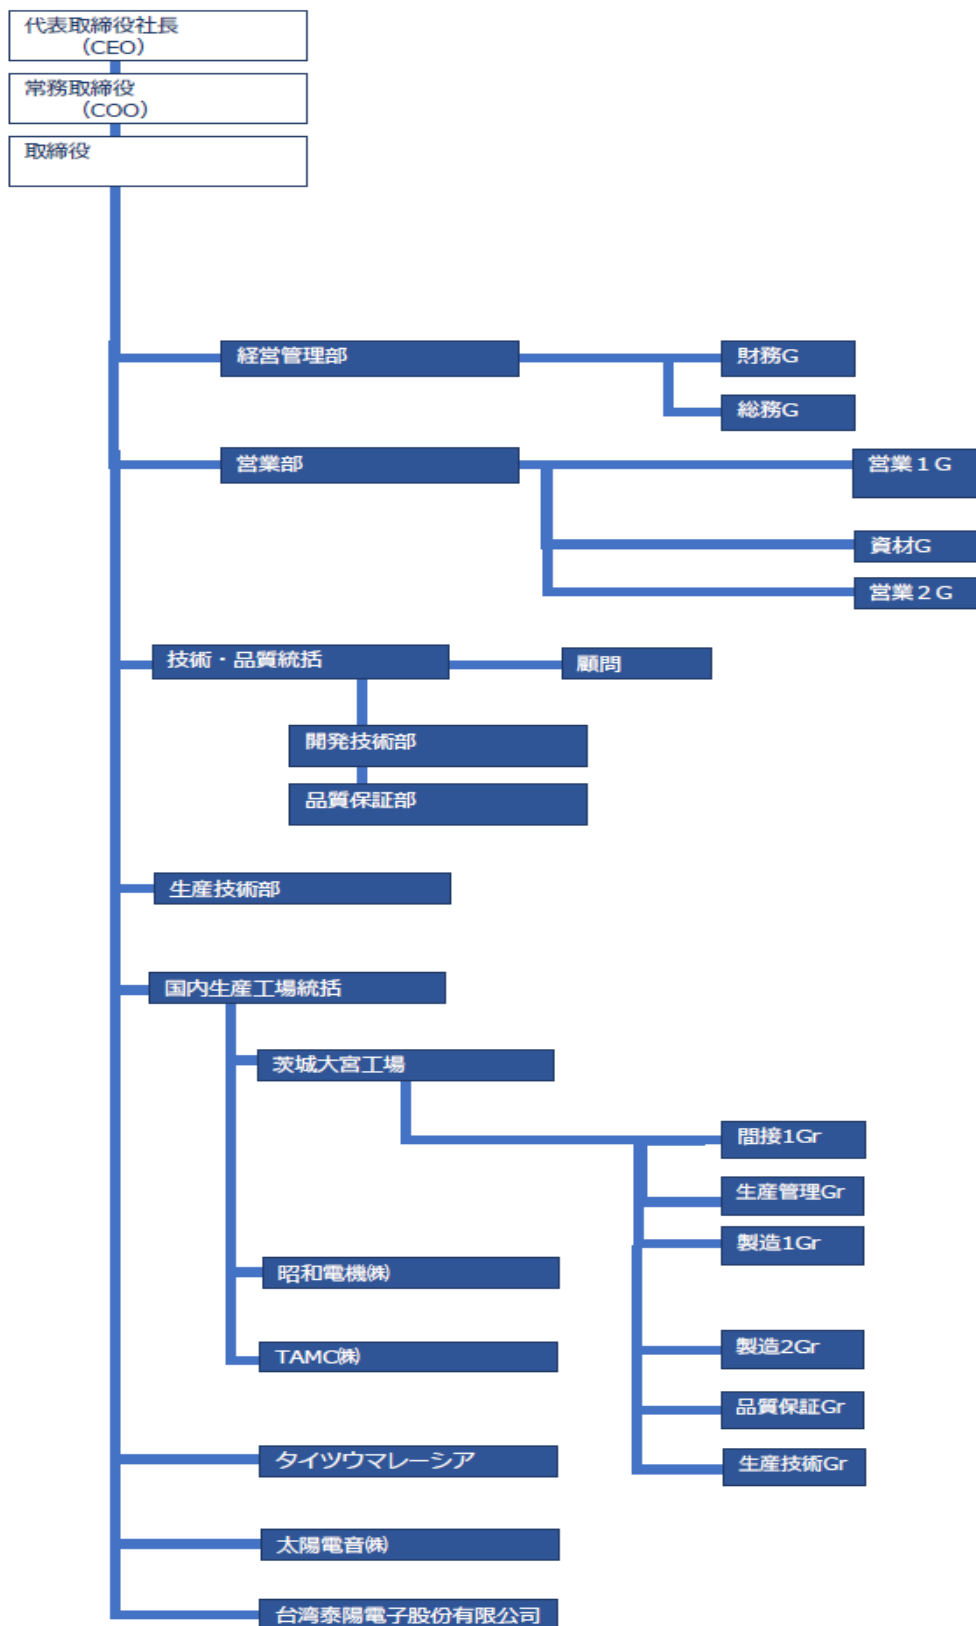 代表取締役社長
（CEO）
常務取締役
（COO）
取締役
経営管理部
財務G
総務G
営業部
営業１G
資材G
営業２G
技術・品質統括
顧問
開発技術部
品質保証部
生産技術部
国内生産工場統括
茨城大宮工場
間接1Gr
生産管理Gr
製造1Gr
昭和電機㈱
製造2Gr
TAMC㈱
品質保証Gr
タイツウマレーシア
生産技術Gr
太陽電音㈱
台湾泰陽電子股份有限公司